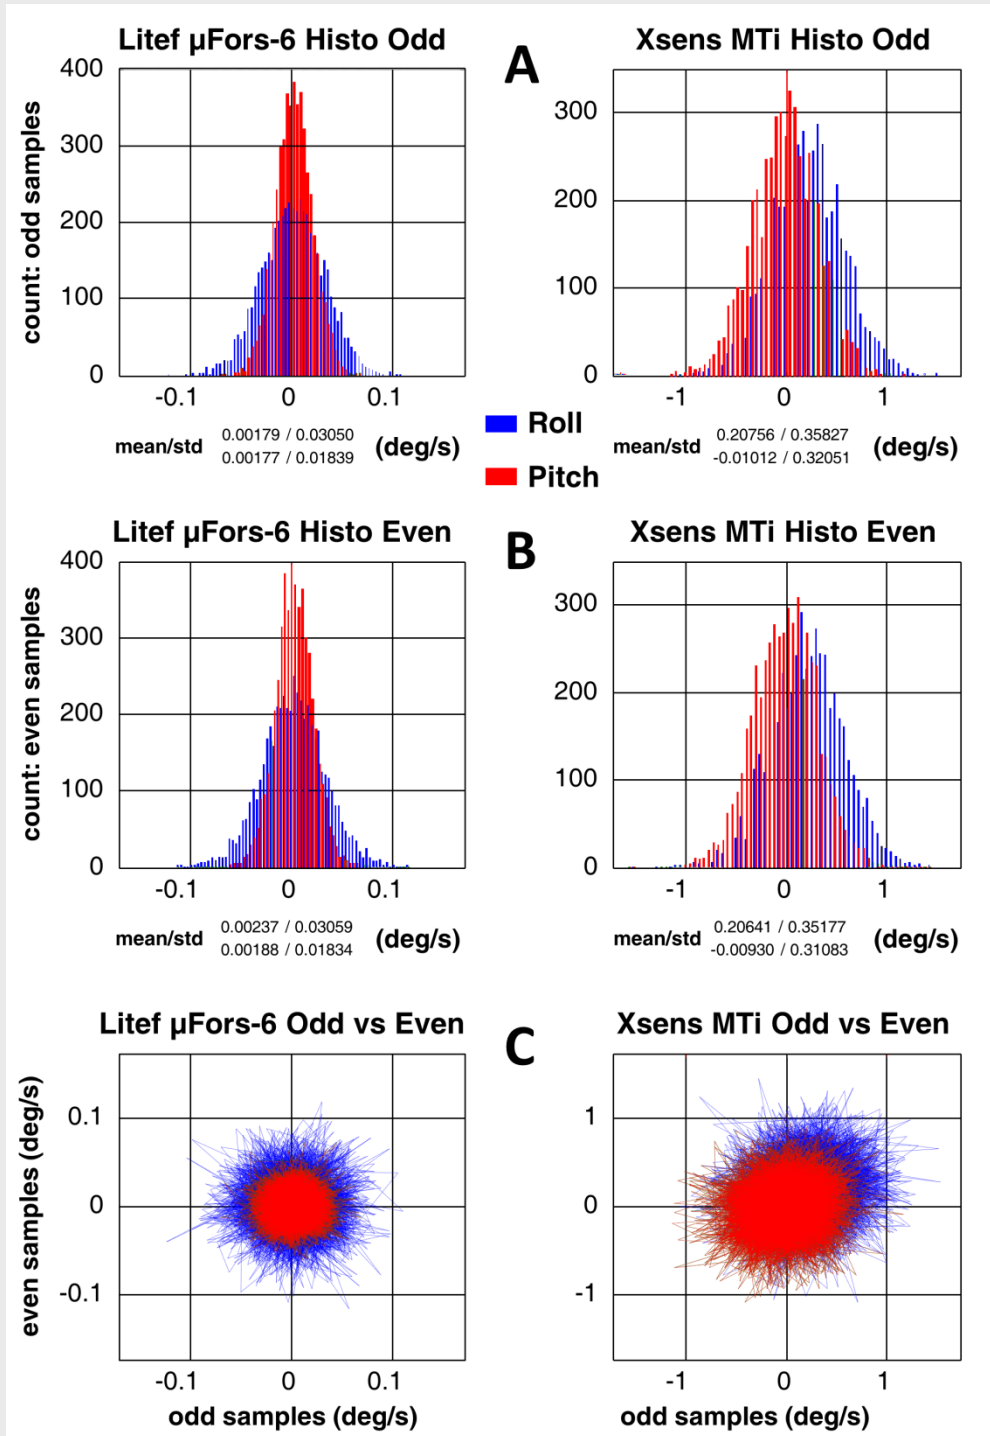 Litef µFors-6 Histo Odd
A
Xsens MTi Histo Odd
count: odd samples
400
300
200
100
0
-0.1 0 0.1
mean/std 0.00179 / 0.03050 (deg/s)
0.00177 / 0.01839
300
200
100
0
-1 0 1
mean/std 0.20756 / 0.35827 (deg/s)
-0.01012 / 0.32051
Roll
Pitch
Litef µFors-6 Histo Even
B
Xsens MTi Histo Even
count: even samples
400
300
200
100
0
-0.1 0 0.1
mean/std 0.00237 / 0.03059 (deg/s)
0.00188 / 0.01834
300
200
100
0
-1 0 1
mean/std 0.20641 / 0.35177 (deg/s)
-0.00930 / 0.31083
Litef µFors-6 Odd vs Even
C
Xsens MTi Odd vs Even
even samples (deg/s)
0.1
0
-0.1
-0.1 0 0.1
odd samples (deg/s)
1
0
-1
-1 0 1
odd samples (deg/s)